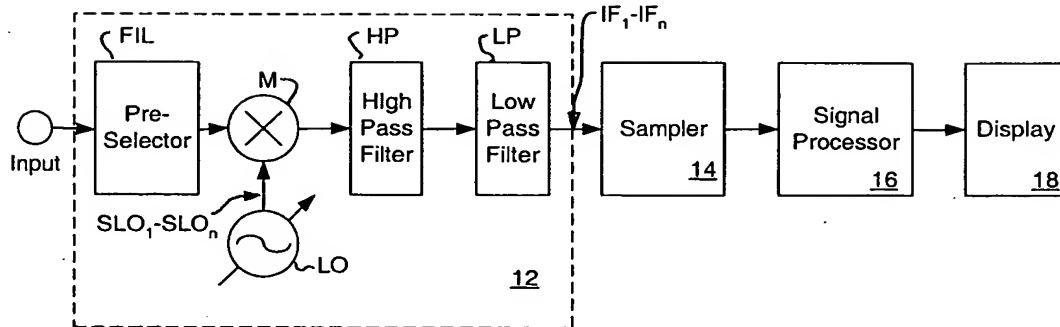 FIL
HP
LP
IF1-IFn
M
Input
Pre-
Selector
HIgh
Pass
Filter
Low
Pass
Filter
Sampler
14
Signal
Processor
16
Display
18
SLO1-SLOn
LO
12